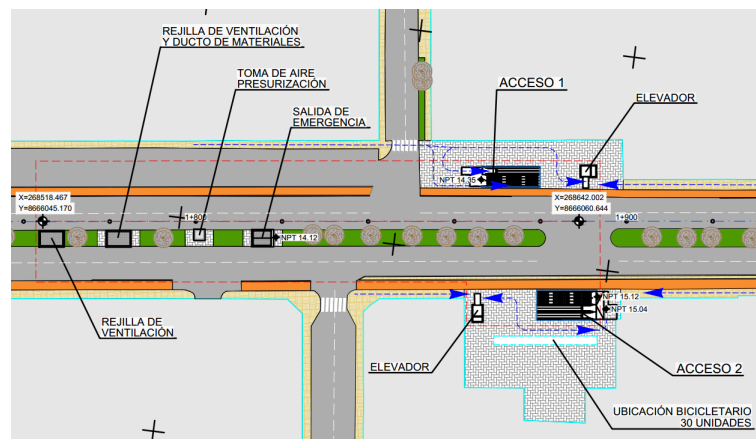 REJILLA DE VENTILACIÓN
Y DUCTO DE MATERIALES
TOMA DE AIRE
PRESURIZACIÓN
SALIDA DE
EMERGENCIA
ACCESO 1
ELEVADOR
NPT 14.35
X=268518.467
Y=8666045.170
1+800
NPT 14.12
X=268642.002
Y=8666060.644
1+900
REJILLA DE
VENTILACIÓN
ELEVADOR
NPT 15.12
NPT 15.04
ACCESO 2
UBICACIÓN BICICLETARIO
30 UNIDADES